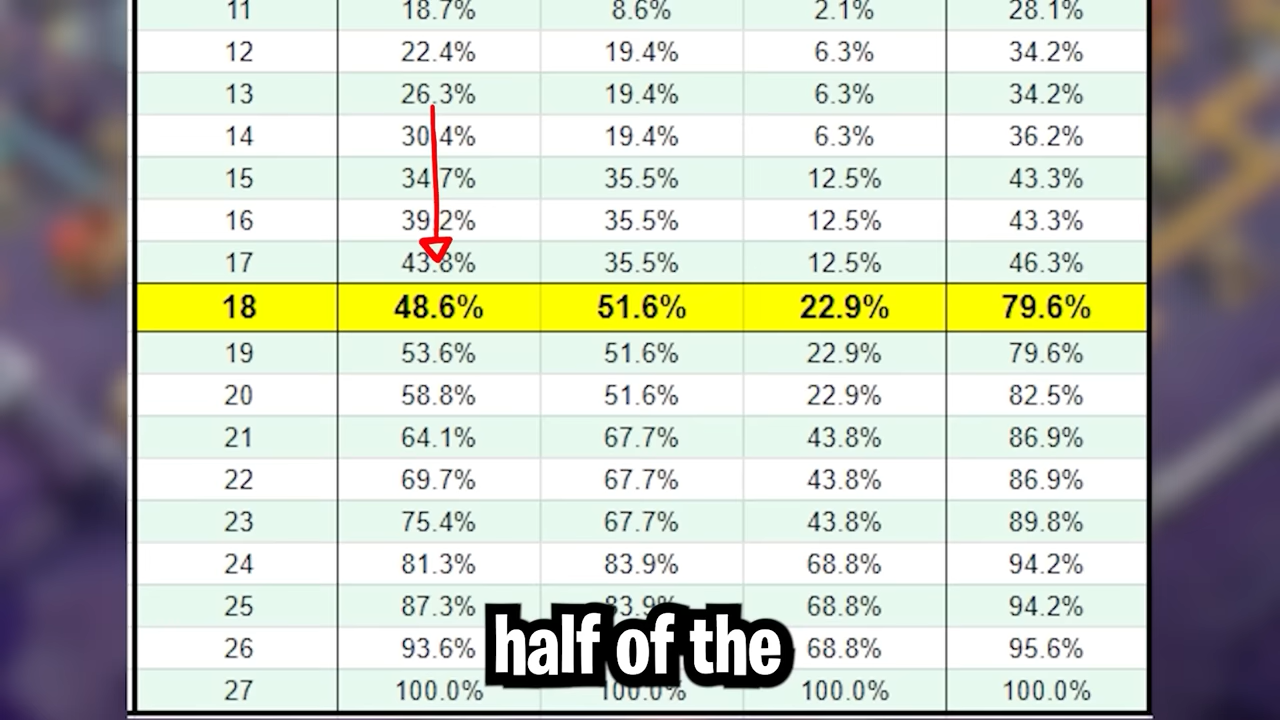 11 18.7% 8.6% 2.1% 28.1%
12 22.4% 19.4% 6.3% 34.2%
13 26.3% 19.4% 6.3% 34.2%
14 30.4% 19.4% 6.3% 36.2%
15 34.7% 35.5% 12.5% 43.3%
16 39.2% 35.5% 12.5% 43.3%
17 43.8% 35.5% 12.5% 46.3%
18 48.6% 51.6% 22.9% 79.6%
19 53.6% 51.6% 22.9% 79.6%
20 58.8% 51.6% 22.9% 82.5%
21 64.1% 67.7% 43.8% 86.9%
22 69.7% 67.7% 43.8% 86.9%
23 75.4% 67.7% 43.8% 89.8%
24 81.3% 83.9% 68.8% 94.2%
25 87.3% 83.9% 68.8% 94.2%
half of the
26 93.6% 68.8% 95.6%
27 100.0% 100.0% 100.0% 100.0%